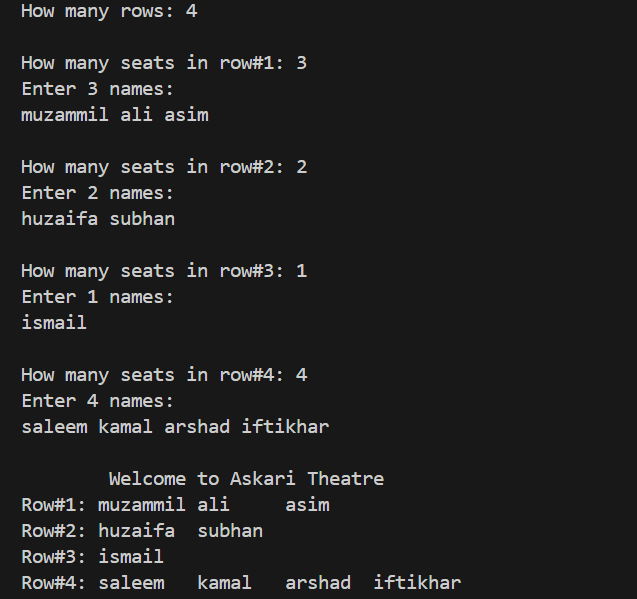 How many rows: 4
How many seats in row#1: 3
Enter 3 names:
muzammil ali asim
How many seats in row#2: 2
Enter 2 names:
huzaifa subhan
How many seats in row#3: 1
Enter 1 names:
ismail
How many seats in row#4: 4
Enter 4 names:
saleem kamal arshad iftikhar
Welcome to Askari Theatre
Row#1: muzammil ali     asim
Row#2: huzaifa  subhan
Row#3: ismail
Row#4: saleem   kamal   arshad  iftikhar